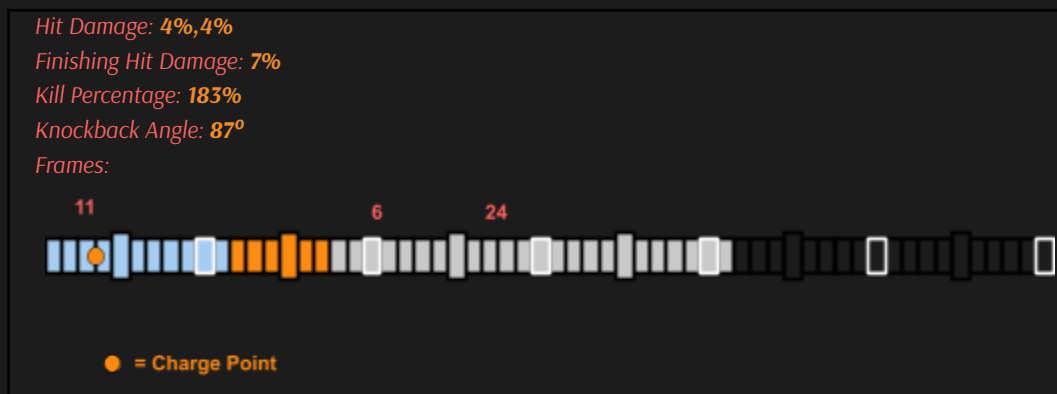 Hit Damage: 4%,4%
Finishing Hit Damage: 7%
Kill Percentage: 183%
Knockback Angle: 87º
Frames:
11 6 24
= Charge Point